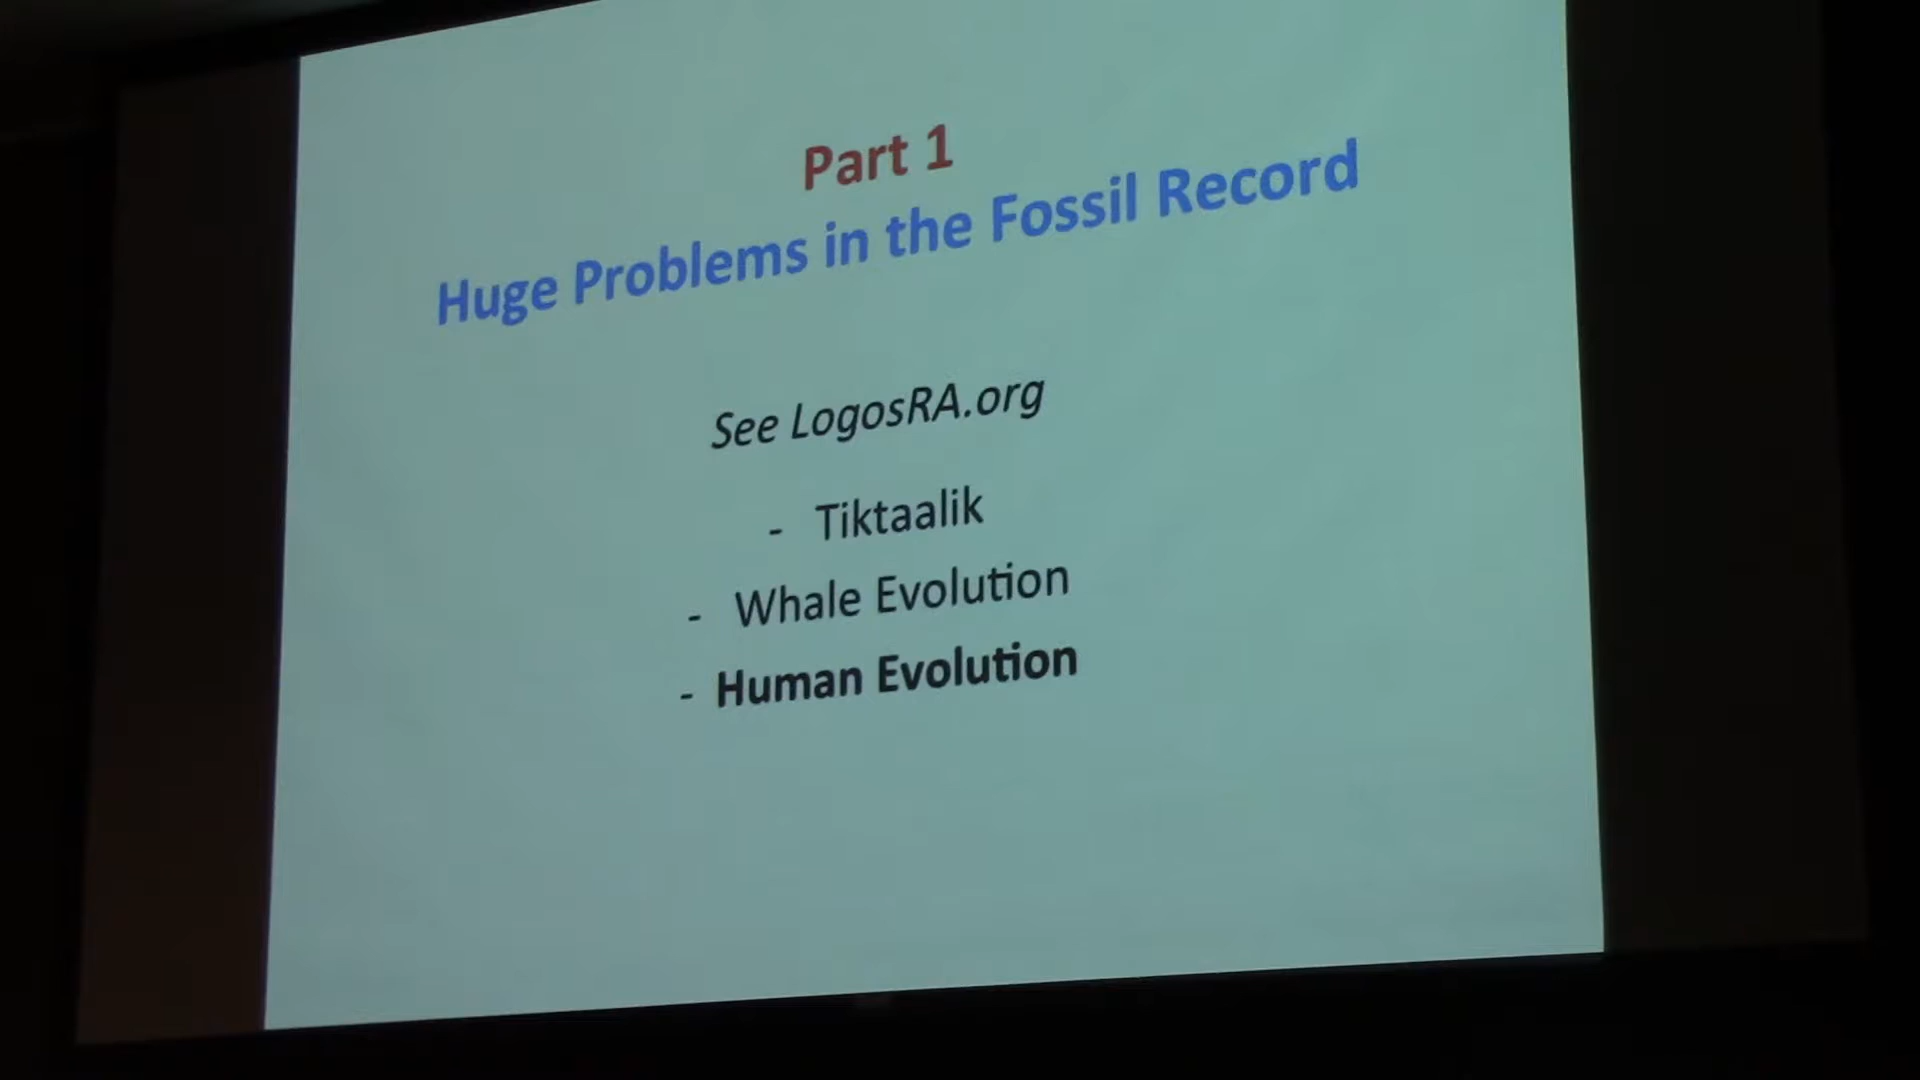 Part 1
Huge Problems in the Fossil Record
See LogosRA.org
- Tiktaalik
- Whale Evolution
- Human Evolution